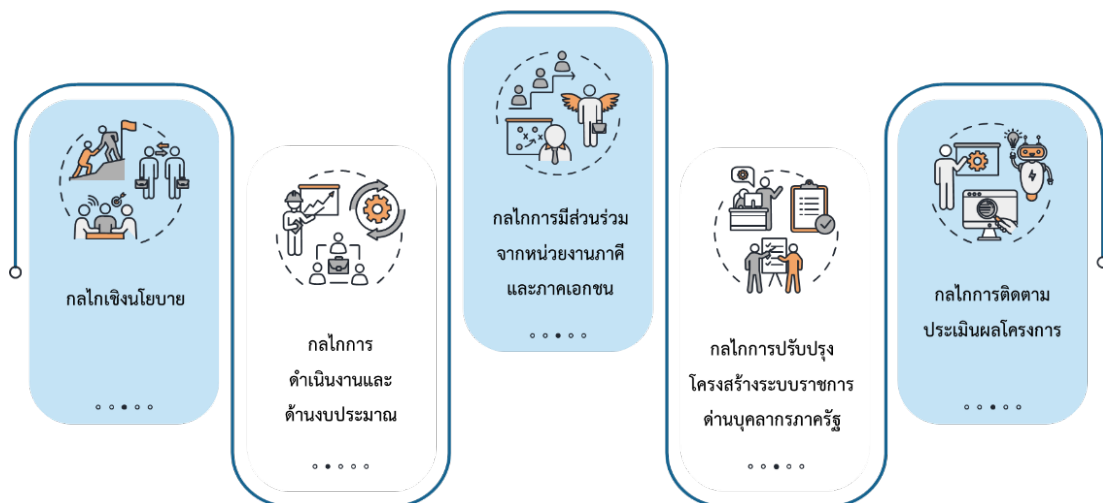 กลไกเชิงนโยบาย
กลไกการ
ดำเนินงานและ
ด้านงบประมาณ
กลไกการมีส่วนร่วม
จากหน่วยงานภาคี
และภาคเอกชน
กลไกการปรับปรุง
โครงสร้างระบบราชการ
ด่านบุคลากรภาครัฐ
กลไกการติดตาม
ประเมินผลโครงการ